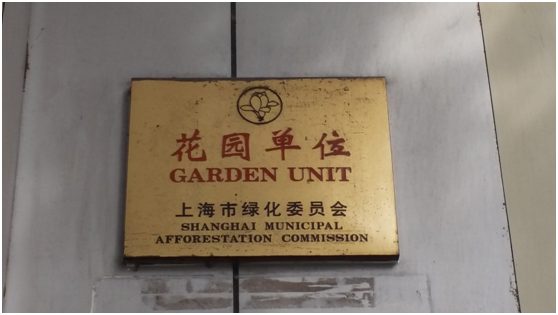 花园单位
GARDEN UNIT
上海市绿化委员会
SHANGHAI MUNICIPAL
AFFORESTATION COMMISSION